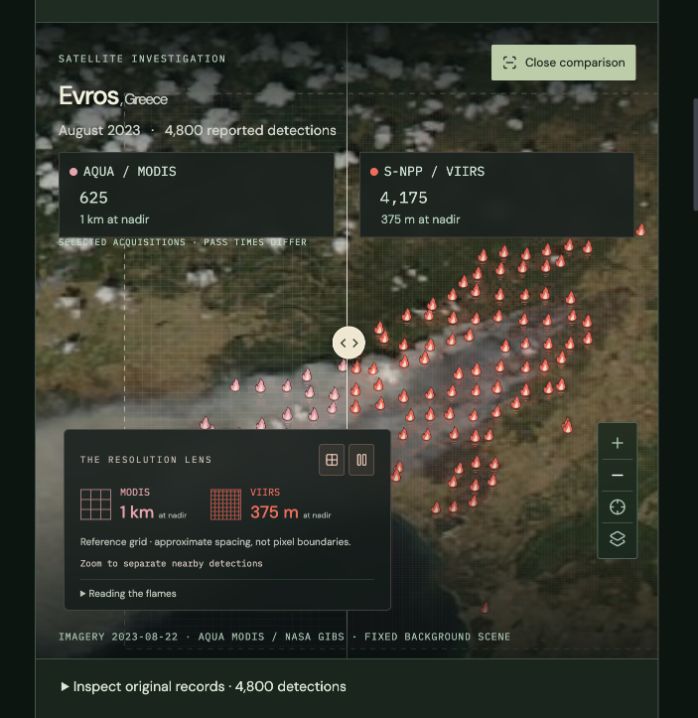 SATELLITE INVESTIGATION
Close comparison
Evros, Greece
August 2023 · 4,800 reported detections
AQUA / MODIS
625
1 km at nadir
S-NPP / VIIRS
4,175
375 m at nadir
SELECTED ACQUISITIONS · PASS TIMES DIFFER
THE RESOLUTION LENS
MODIS
1 km at nadir
VIIRS
375 m at nadir
Reference grid · approximate spacing, not pixel boundaries.
Zoom to separate nearby detections
Reading the flames
IMAGERY 2023-08-22 · AQUA MODIS / NASA GIBS · FIXED BACKGROUND SCENE
Inspect original records · 4,800 detections